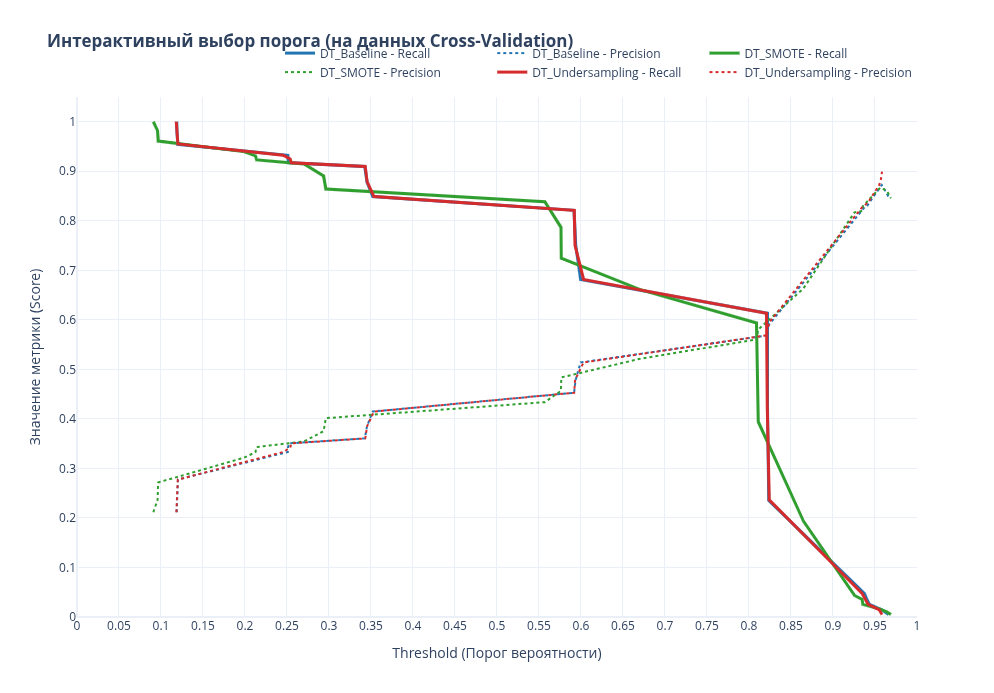 Интерактивный выбор порога (на данных Cross-Validation)
DT_Baseline - Recall DT_Baseline - Precision DT_SMOTE - Recall
DT_SMOTE - Precision DT_Undersampling - Recall DT_Undersampling - Precision
1
0.9
0.8
0.7
0.6
0.5
0.4
0.3
0.2
0.1
0
Значение метрики (Score)
0 0.05 0.1 0.15 0.2 0.25 0.3 0.35 0.4 0.45 0.5 0.55 0.6 0.65 0.7 0.75 0.8 0.85 0.9 0.95 1
Threshold (Порог вероятности)